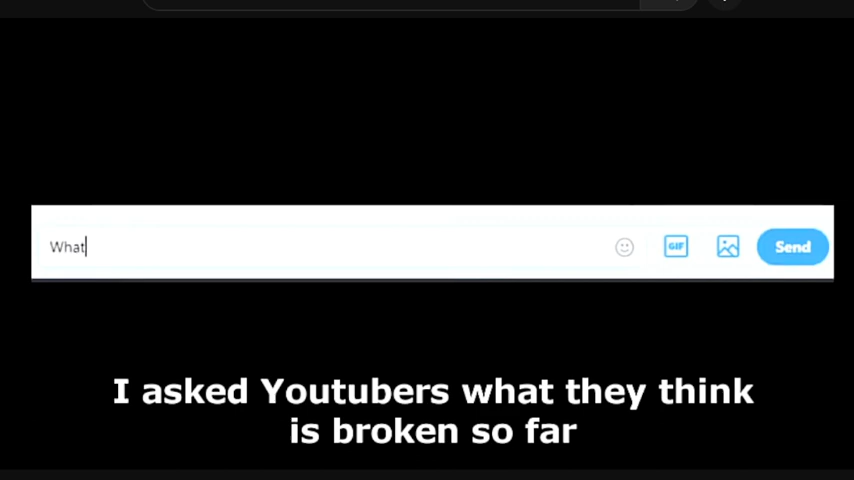 What
GIF
Send
I asked Youtubers what they think
is broken so far